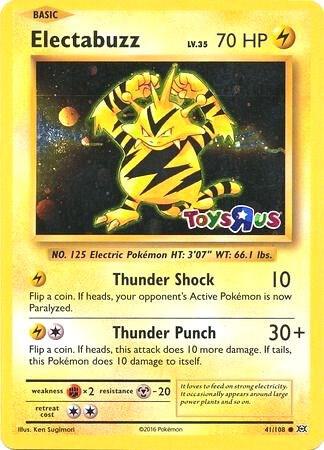 BASIC
Electabuzz LV.35 70 HP
TOYS R US
NO. 125 Electric Pokémon HT: 3'07" WT: 66.1 lbs.
Thunder Shock 10
Flip a coin. If heads, your opponent's Active Pokémon is now
Paralyzed.
Thunder Punch 30+
Flip a coin. If heads, this attack does 10 more damage. If tails,
this Pokémon does 10 damage to itself.
weakness ×2 resistance -20
retreat
cost
It loves to feed on strong electricity.
It occasionally appears around large
power plants and so on.
Illus. Ken Sugimori ©2016 Pokémon 41/108 XY